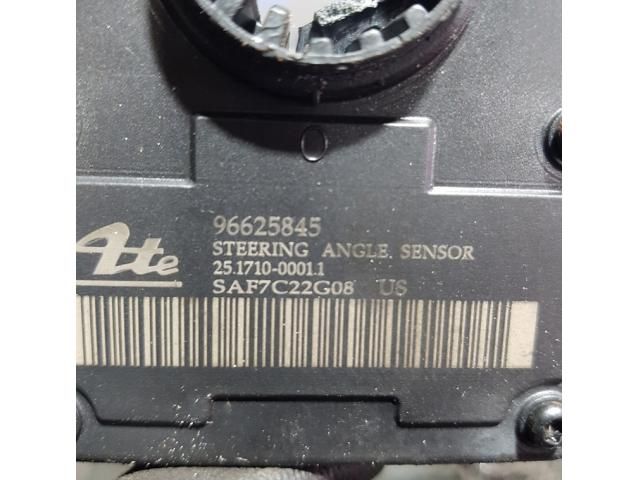 O
96625845
Ate
STEERING ANGLE SENSOR
25.1710-0001.1
SAF7C22G08 US